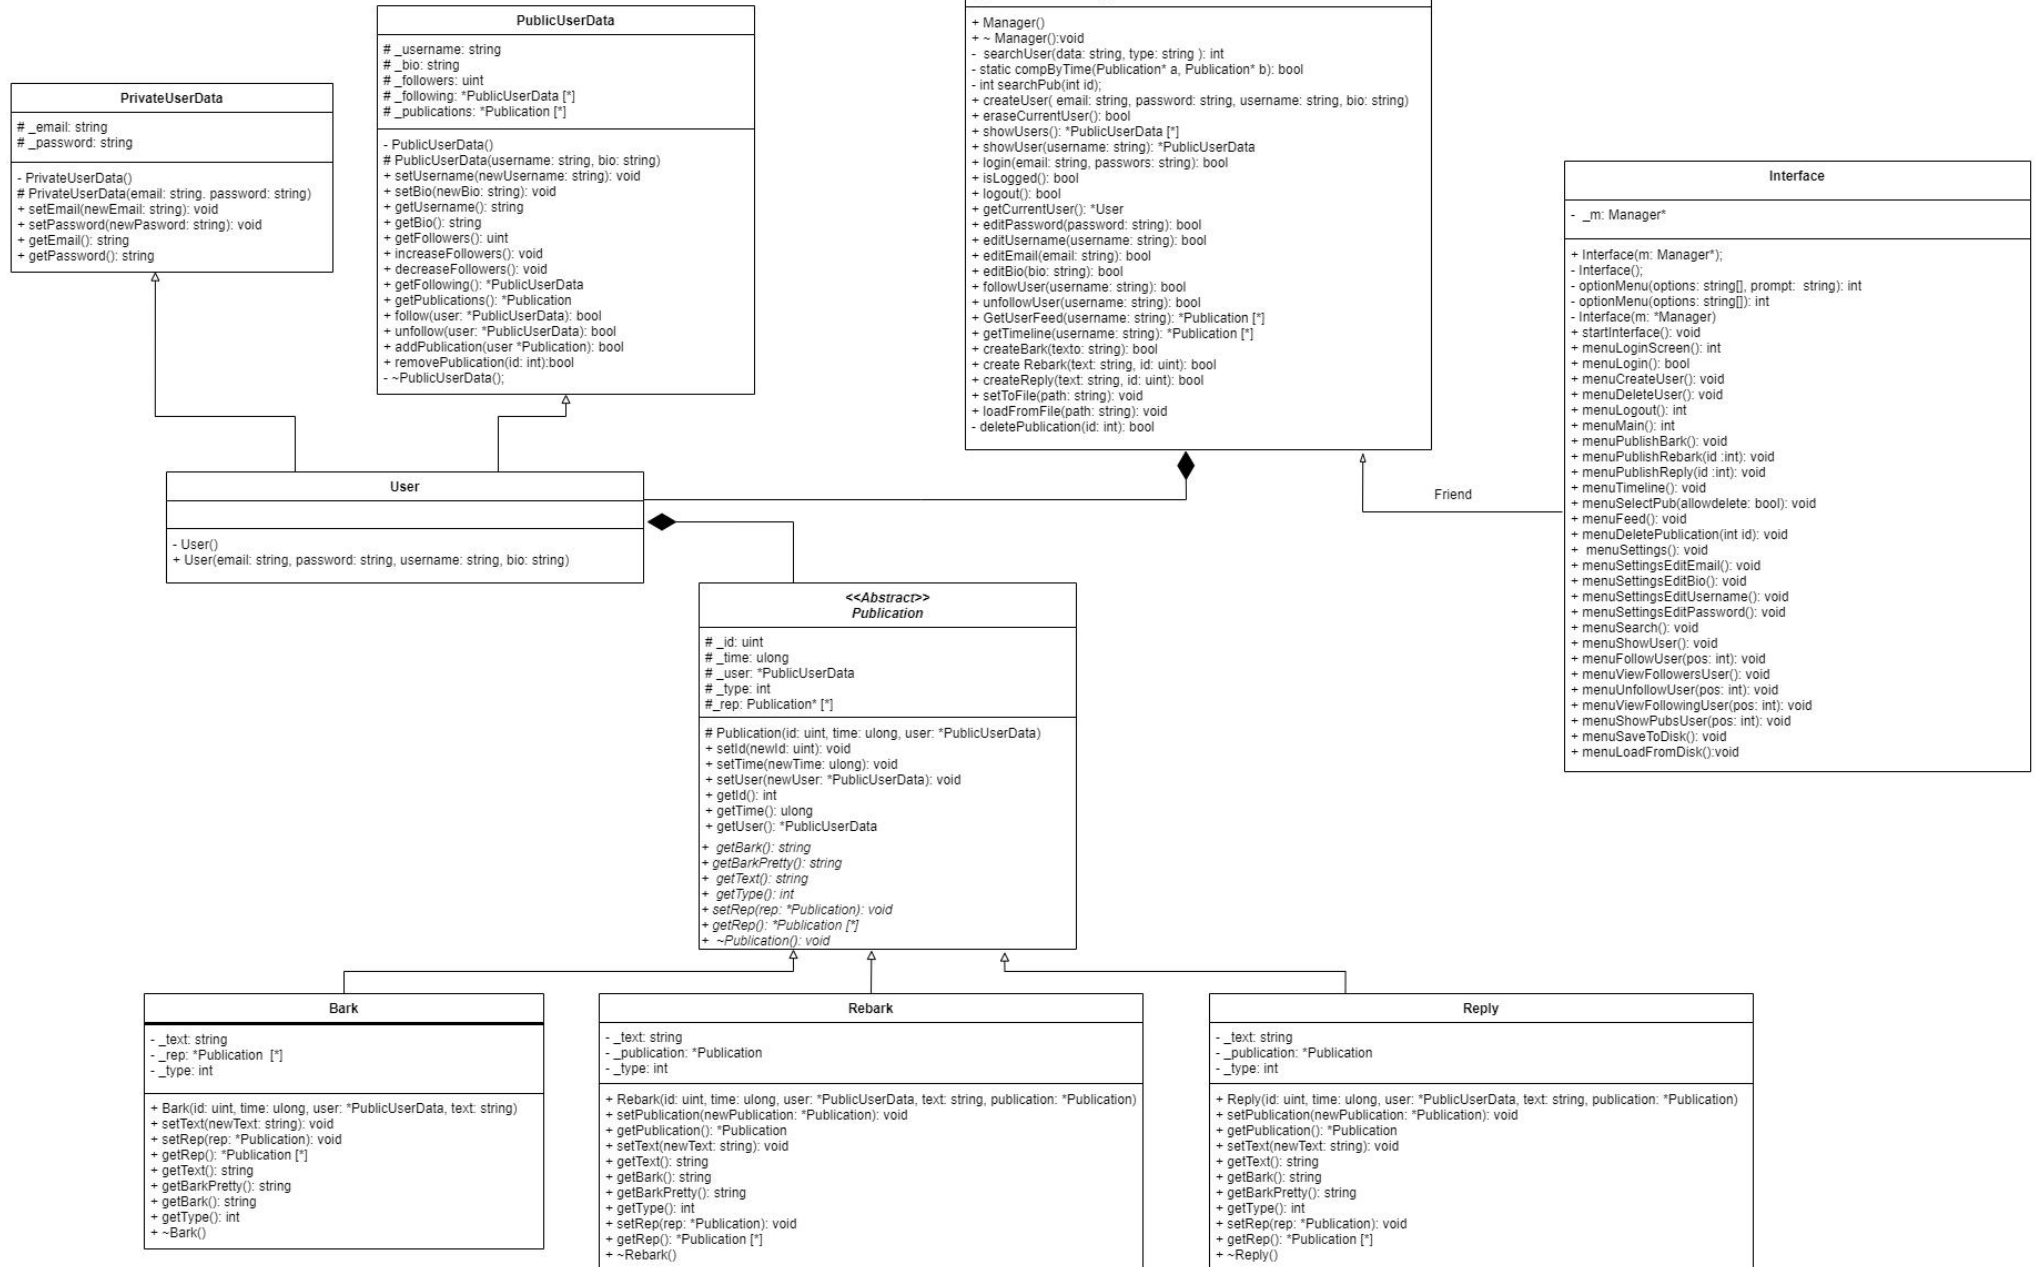 PrivateUserData
# _email: string
# _password: string
- PrivateUserData()
# PrivateUserData(email: string. password: string)
+ setEmail(newEmail: string): void
+ setPassword(newPasword: string): void
+ getEmail(): string
+ getPassword(): string
PublicUserData
# _username: string
# _bio: string
# _followers: uint
# _following: *PublicUserData [*]
# _publications: *Publication [*]
- PublicUserData()
# PublicUserData(username: string, bio: string)
+ setUsername(newUsername: string): void
+ setBio(newBio: string): void
+ getUsername(): string
+ getBio(): string
+ getFollowers(): uint
+ increaseFollowers(): void
+ decreaseFollowers(): void
+ getFollowing(): *PublicUserData
+ getPublications(): *Publication
+ follow(user: *PublicUserData): bool
+ unfollow(user: *PublicUserData): bool
+ addPublication(user *Publication): bool
+ removePublication(id: int):bool
- ~PublicUserData();
+ Manager()
+ ~ Manager():void
- searchUser(data: string, type: string ): int
- static compByTime(Publication* a, Publication* b): bool
- int searchPub(int id);
+ createUser( email: string, password: string, username: string, bio: string)
+ eraseCurrentUser(): bool
+ showUsers(): *PublicUserData [*]
+ showUser(username: string): *PublicUserData
+ login(email: string, passwors: string): bool
+ isLogged(): bool
+ logout(): bool
+ getCurrentUser(): *User
+ editPassword(password: string): bool
+ editUsername(username: string): bool
+ editEmail(email: string): bool
+ editBio(bio: string): bool
+ followUser(username: string): bool
+ unfollowUser(username: string): bool
+ GetUserFeed(username: string): *Publication [*]
+ getTimeline(username: string): *Publication [*]
+ createBark(texto: string): bool
+ create Rebark(text: string, id: uint): bool
+ createReply(text: string, id: uint): bool
+ setToFile(path: string): void
+ loadFromFile(path: string): void
- deletePublication(id: int): bool
Interface
- _m: Manager*
+ Interface(m: Manager*);
- Interface();
- optionMenu(options: string[], prompt: string): int
- optionMenu(options: string[]): int
- Interface(m: *Manager)
+ startInterface(): void
+ menuLoginScreen(): int
+ menuLogin(): bool
+ menuCreateUser(): void
+ menuDeleteUser(): void
+ menuLogout(): int
+ menuMain(): int
+ menuPublishBark(): void
+ menuPublishRebark(id :int): void
+ menuPublishReply(id :int): void
+ menuTimeline(): void
+ menuSelectPub(allowdelete: bool): void
+ menuFeed(): void
+ menuDeletePublication(int id): void
+ menuSettings(): void
+ menuSettingsEditEmail(): void
+ menuSettingsEditBio(): void
+ menuSettingsEditUsername(): void
+ menuSettingsEditPassword(): void
+ menuSearch(): void
+ menuShowUser(): void
+ menuFollowUser(pos: int): void
+ menuViewFollowersUser(): void
+ menuUnfollowUser(pos: int): void
+ menuViewFollowingUser(pos: int): void
+ menuShowPubsUser(pos: int): void
+ menuSaveToDisk(): void
+ menuLoadFromDisk():void
Friend
User
- User()
+ User(email: string, password: string, username: string, bio: string)
<<Abstract>>
Publication
# _id: uint
# _time: ulong
# _user: *PublicUserData
# _type: int
#_rep: Publication* [*]
# Publication(id: uint, time: ulong, user: *PublicUserData)
+ setId(newId: uint): void
+ setTime(newTime: ulong): void
+ setUser(newUser: *PublicUserData): void
+ getId(): int
+ getTime(): ulong
+ getUser(): *PublicUserData
+ getBark(): string
+ getBarkPretty(): string
+ getText(): string
+ getType(): int
+ setRep(rep: *Publication): void
+ getRep(): *Publication [*]
+ ~Publication(): void
Bark
- _text: string
- _rep: *Publication [*]
- _type: int
+ Bark(id: uint, time: ulong, user: *PublicUserData, text: string)
+ setText(newText: string): void
+ setRep(rep: *Publication): void
+ getRep(): *Publication [*]
+ getText(): string
+ getBarkPretty(): string
+ getBark(): string
+ getType(): int
+ ~Bark()
Rebark
- _text: string
- _publication: *Publication
- _type: int
+ Rebark(id: uint, time: ulong, user: *PublicUserData, text: string, publication: *Publication)
+ setPublication(newPublication: *Publication): void
+ getPublication(): *Publication
+ setText(newText: string): void
+ getText(): string
+ getBark(): string
+ getBarkPretty(): string
+ getType(): int
+ setRep(rep: *Publication): void
+ getRep(): *Publication [*]
+ ~Rebark()
Reply
- _text: string
- _publication: *Publication
- _type: int
+ Reply(id: uint, time: ulong, user: *PublicUserData, text: string, publication: *Publication)
+ setPublication(newPublication: *Publication): void
+ getPublication(): *Publication
+ setText(newText: string): void
+ getText(): string
+ getBark(): string
+ getBarkPretty(): string
+ getType(): int
+ setRep(rep: *Publication): void
+ getRep(): *Publication [*]
+ ~Reply()